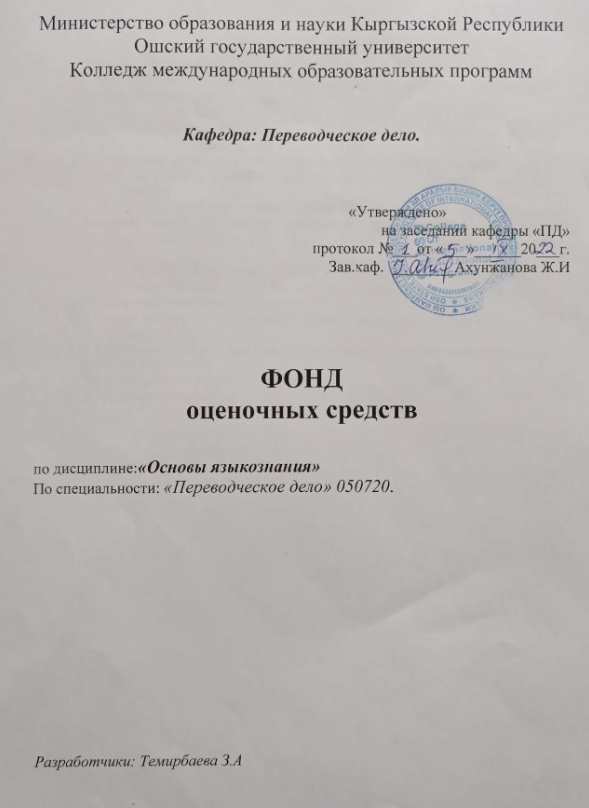 Министерство образования и науки Кыргызской Республики
Ошский государственный университет
Колледж международных образовательных программ
Кафедра: Переводческое дело.
«Утверждено»
на заседании кафедры «ПД»
протокол № 1 от « 5 » IX 2022 г.
Зав.каф. Ахунжанова Ж.И
ФОНД
оценочных средств
по дисциплине:«Основы языкознания»
По специальности: «Переводческое дело» 050720.
Разработчики: Темирбаева З.А